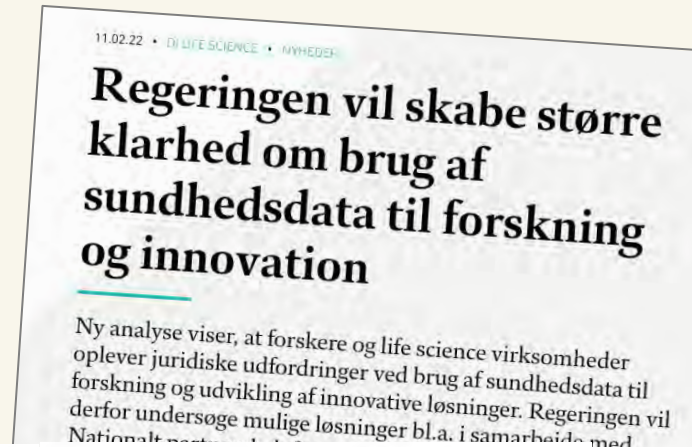 11.02.22 • DI LIFE SCIENCE • NYHEDER
Regeringen vil skabe større
klarhed om brug af
sundhedsdata til forskning
og innovation
Ny analyse viser, at forskere og life science virksomheder
oplever juridiske udfordringer ved brug af sundhedsdata til
forskning og udvikling af innovative løsninger. Regeringen vil
derfor undersøge mulige løsninger bl.a. i samarbejde med
Nationalt